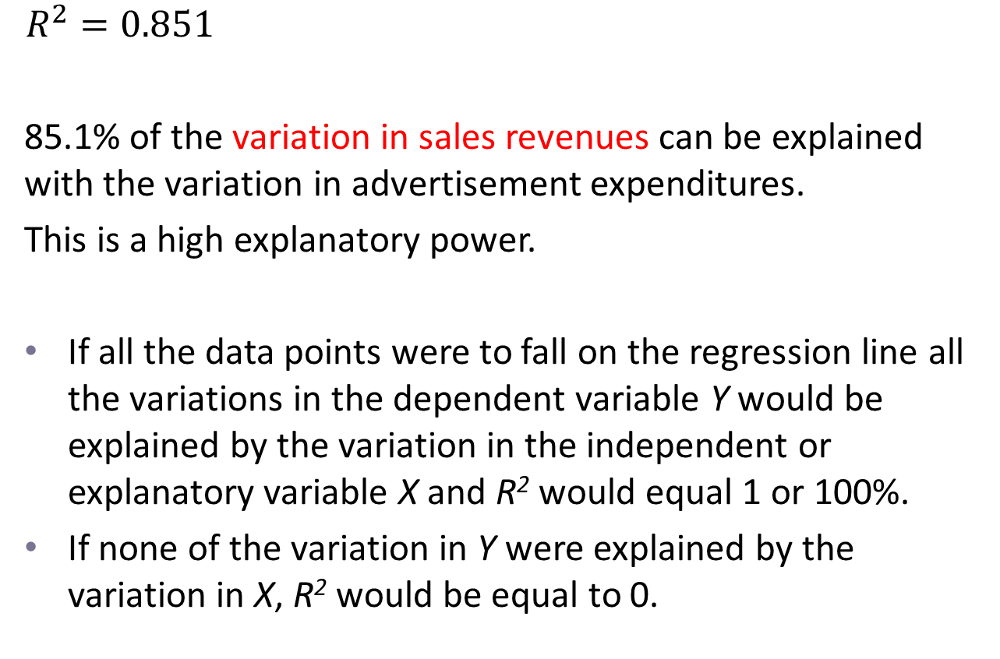 R² = 0.851
85.1% of the variation in sales revenues can be explained
with the variation in advertisement expenditures.
This is a high explanatory power.
• If all the data points were to fall on the regression line all
the variations in the dependent variable Y would be
explained by the variation in the independent or
explanatory variable X and R² would equal 1 or 100%.
• If none of the variation in Y were explained by the
variation in X, R² would be equal to 0.